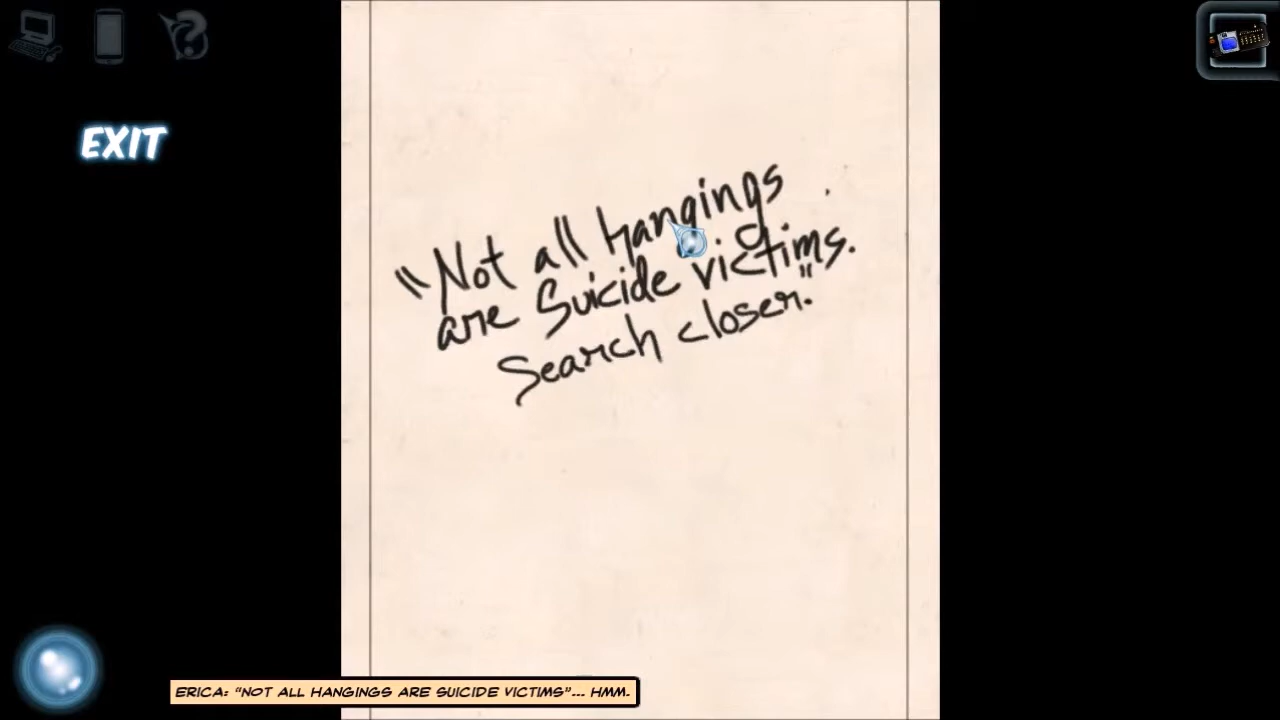 EXIT
"Not all hangings
are Suicide victims.
Search closer."
ERICA: "NOT ALL HANGINGS ARE SUICIDE VICTIMS"... HMM.